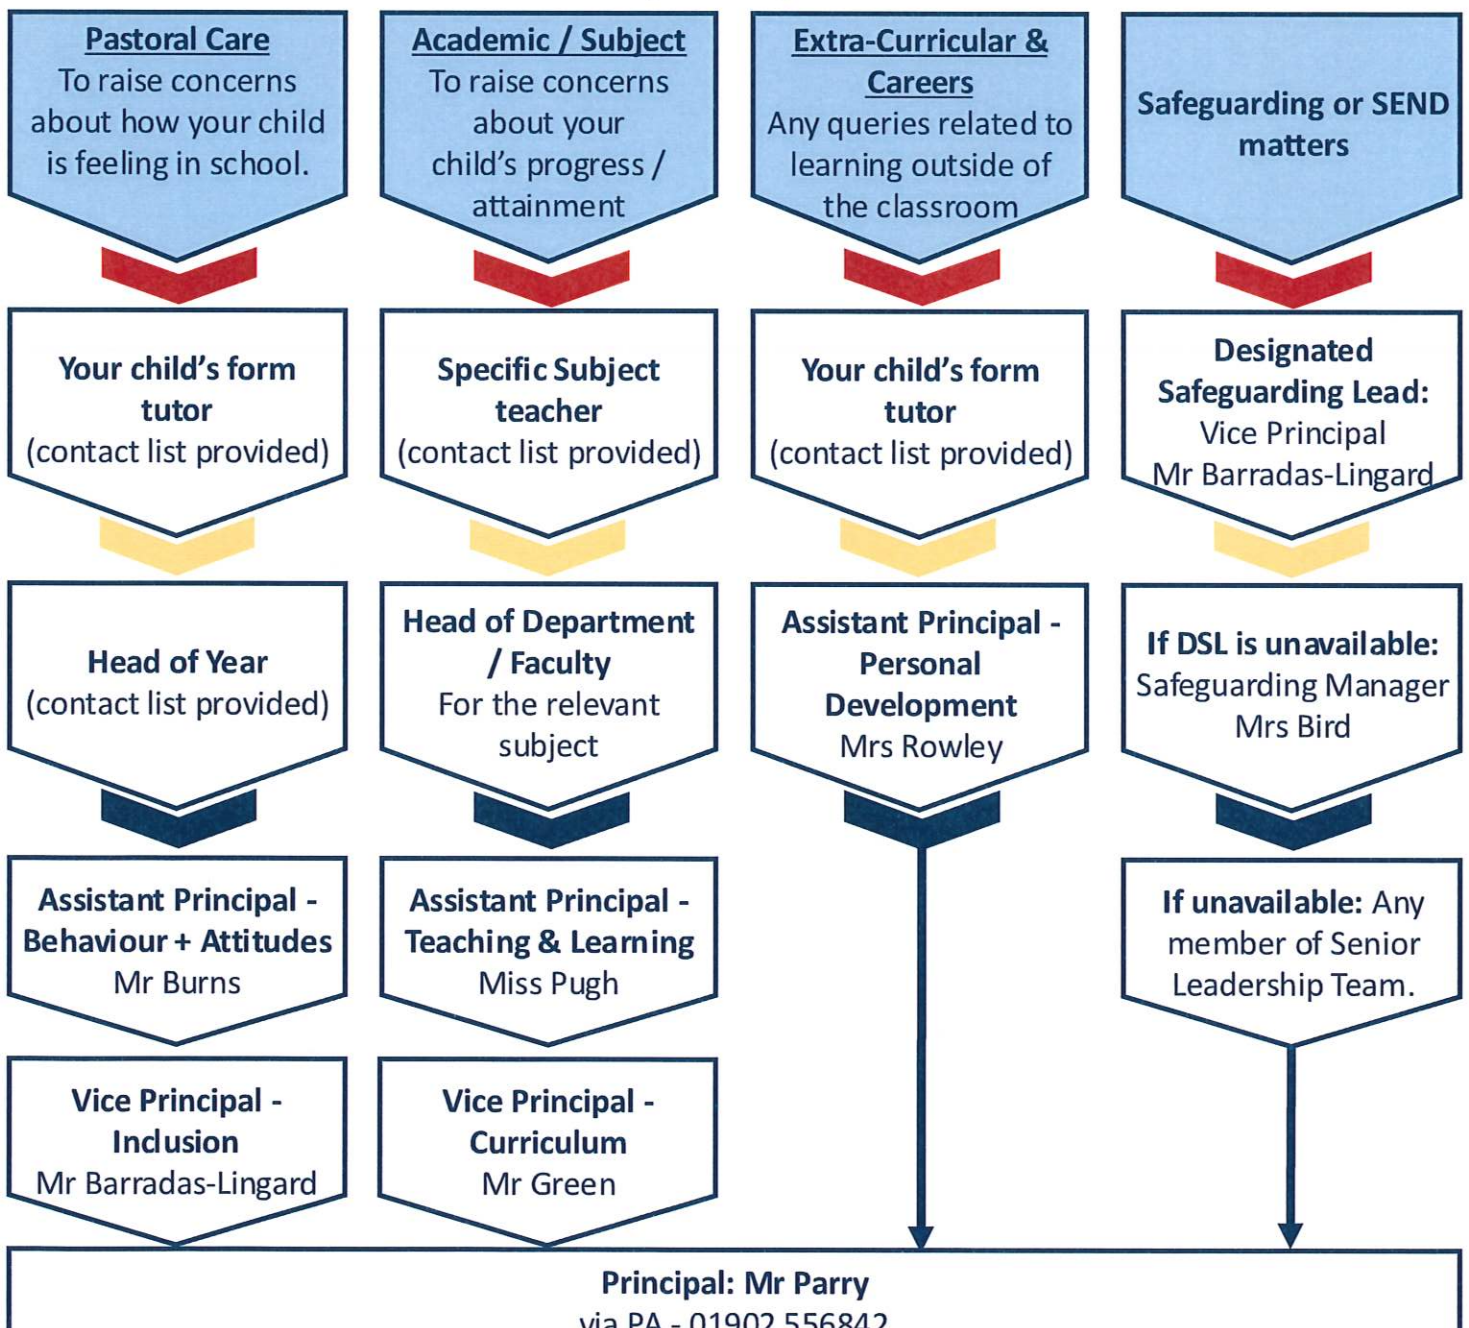 Pastoral Care
To raise concerns
about how your child
is feeling in school.
Academic / Subject
To raise concerns
about your
child's progress /
attainment
Extra-Curricular &
Careers
Any queries related to
learning outside of
the classroom
Safeguarding or SEND
matters
Your child's form
tutor
(contact list provided)
Specific Subject
teacher
(contact list provided)
Your child's form
tutor
(contact list provided)
Designated
Safeguarding Lead:
Vice Principal
Mr Barradas-Lingard
Head of Year
(contact list provided)
Head of Department
/ Faculty
For the relevant
subject
Assistant Principal -
Personal
Development
Mrs Rowley
If DSL is unavailable:
Safeguarding Manager
Mrs Bird
Assistant Principal -
Behaviour + Attitudes
Mr Burns
Assistant Principal -
Teaching & Learning
Miss Pugh
If unavailable: Any
member of Senior
Leadership Team.
Vice Principal -
Inclusion
Mr Barradas-Lingard
Vice Principal -
Curriculum
Mr Green
Principal: Mr Parry
via PA - 01902 556842